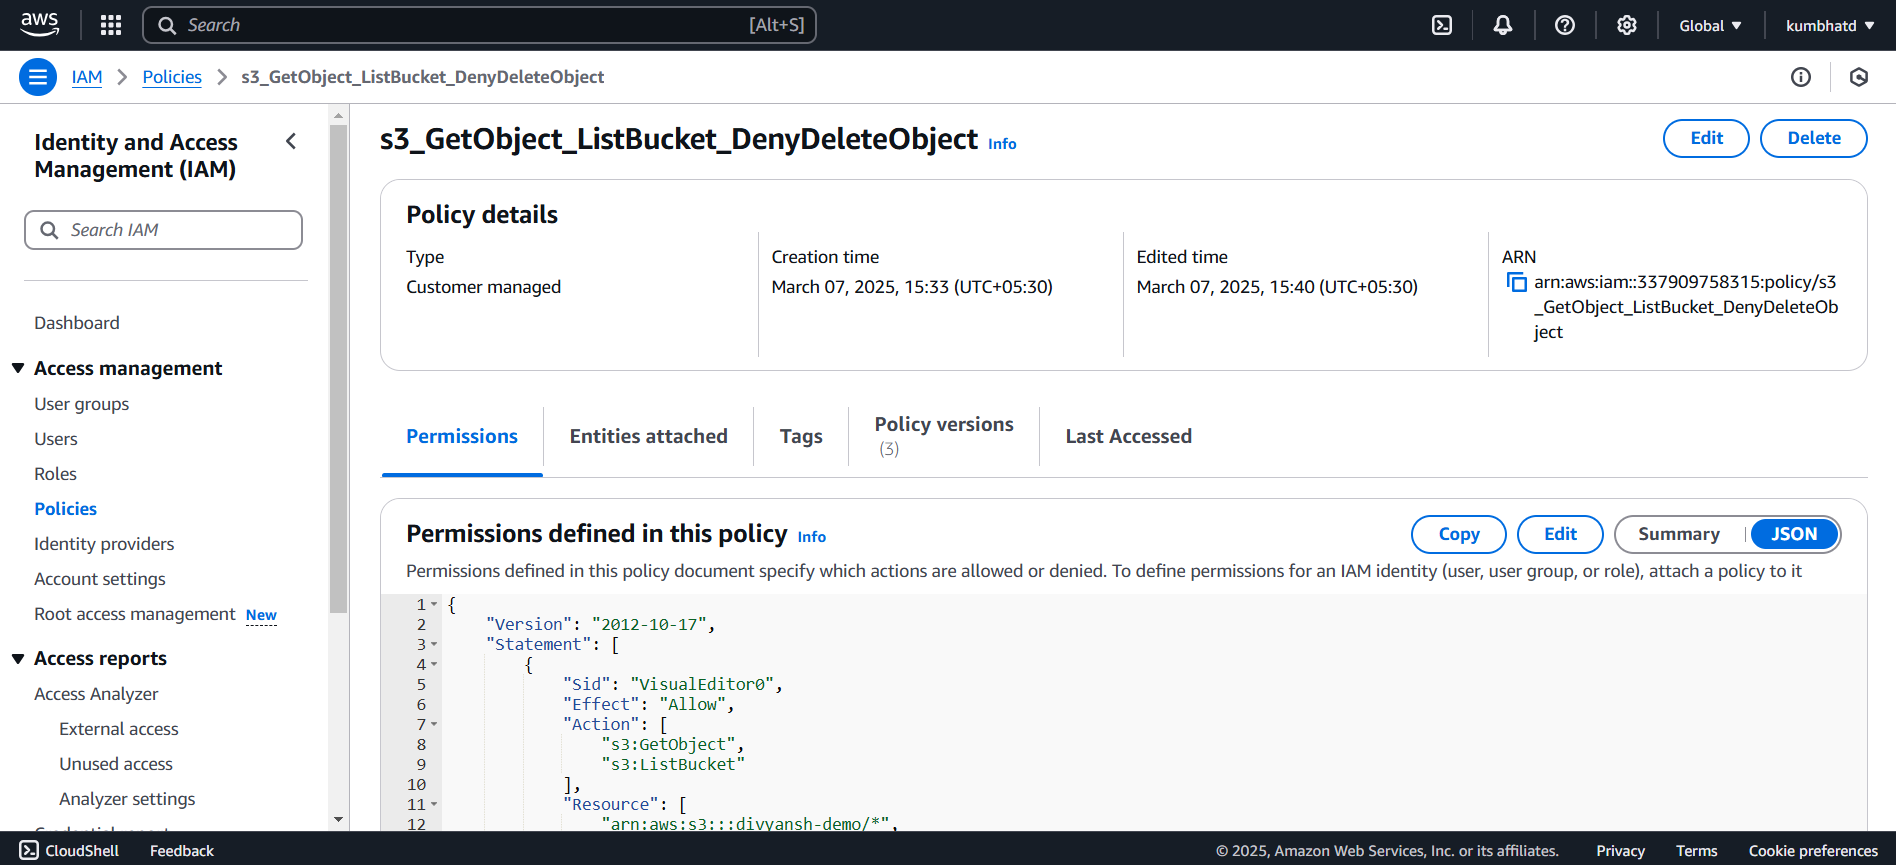 aws
Search [Alt+S]
Global
kumbhatd
IAM
Policies
s3_GetObject_ListBucket_DenyDeleteObject
Identity and Access
Management (IAM)
Search IAM
Dashboard
Access management
User groups
Users
Roles
Policies
Identity providers
Account settings
Root access management New
Access reports
Access Analyzer
External access
Unused access
Analyzer settings
s3_GetObject_ListBucket_DenyDeleteObject Info
Edit
Delete
Policy details
Type
Customer managed
Creation time
March 07, 2025, 15:33 (UTC+05:30)
Edited time
March 07, 2025, 15:40 (UTC+05:30)
ARN
arn:aws:iam::337909758315:policy/s3
_GetObject_ListBucket_DenyDeleteOb
ject
Permissions
Entities attached
Tags
Policy versions
(3)
Last Accessed
Permissions defined in this policy Info
Copy
Edit
Summary
JSON
Permissions defined in this policy document specify which actions are allowed or denied. To define permissions for an IAM identity (user, user group, or role), attach a policy to it
1 {
2 "Version": "2012-10-17",
3 "Statement": [
4 {
5 "Sid": "VisualEditor0",
6 "Effect": "Allow",
7 "Action": [
8 "s3:GetObject",
9 "s3:ListBucket"
10 ],
11 "Resource": [
12 "arn:aws:s3:::divyansh-demo/*",
CloudShell
Feedback
© 2025, Amazon Web Services, Inc. or its affiliates.
Privacy
Terms
Cookie preferences